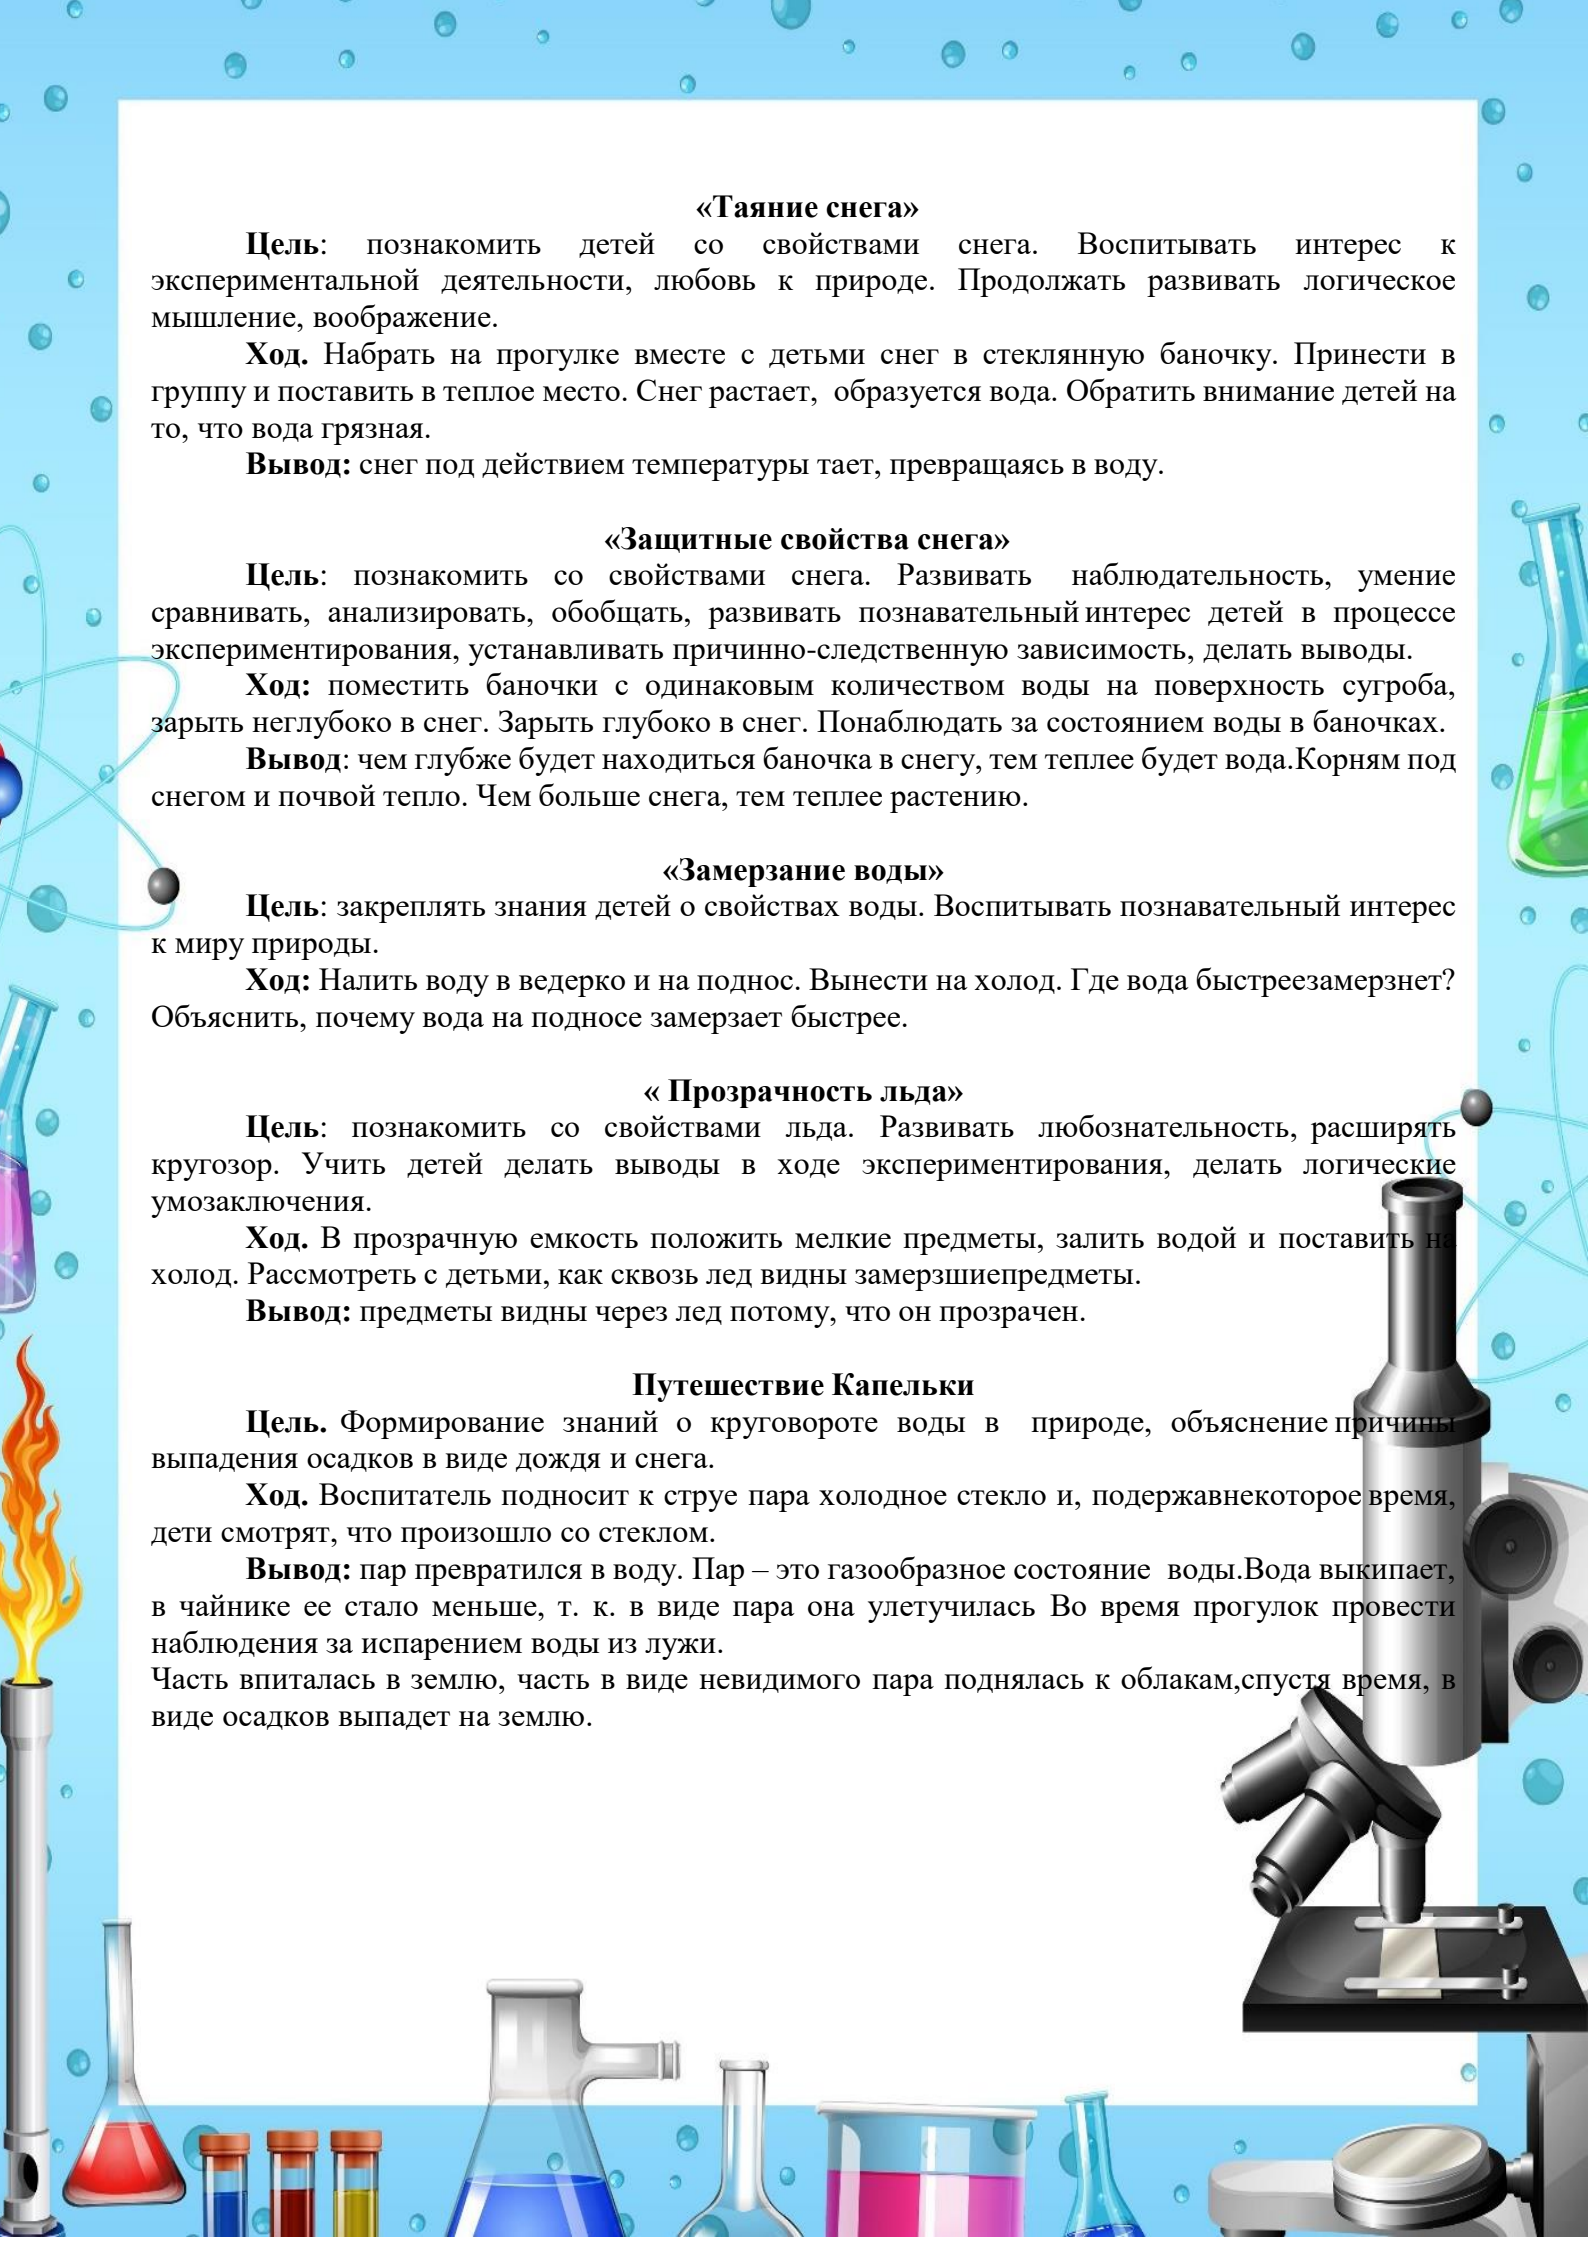 «Таяние снега»
Цель: познакомить детей со свойствами снега. Воспитывать интерес к
экспериментальной деятельности, любовь к природе. Продолжать развивать логическое
мышление, воображение.
Ход. Набрать на прогулке вместе с детьми снег в стеклянную баночку. Принести в
группу и поставить в теплое место. Снег растает, образуется вода. Обратить внимание детей на
то, что вода грязная.
Вывод: снег под действием температуры тает, превращаясь в воду.
«Защитные свойства снега»
Цель: познакомить со свойствами снега. Развивать наблюдательность, умение
сравнивать, анализировать, обобщать, развивать познавательный интерес детей в процессе
экспериментирования, устанавливать причинно-следственную зависимость, делать выводы.
Ход: поместить баночки с одинаковым количеством воды на поверхность сугроба,
зарыть неглубоко в снег. Зарыть глубоко в снег. Понаблюдать за состоянием воды в баночках.
Вывод: чем глубже будет находиться баночка в снегу, тем теплее будет вода.Корням под
снегом и почвой тепло. Чем больше снега, тем теплее растению.
«Замерзание воды»
Цель: закреплять знания детей о свойствах воды. Воспитывать познавательный интерес
к миру природы.
Ход: Налить воду в ведерко и на поднос. Вынести на холод. Где вода быстреезамерзнет?
Объяснить, почему вода на подносе замерзает быстрее.
« Прозрачность льда»
Цель: познакомить со свойствами льда. Развивать любознательность, расширять
кругозор. Учить детей делать выводы в ходе экспериментирования, делать логические
умозаключения.
Ход. В прозрачную емкость положить мелкие предметы, залить водой и поставить на
холод. Рассмотреть с детьми, как сквозь лед видны замерзшиепредметы.
Вывод: предметы видны через лед потому, что он прозрачен.
Путешествие Капельки
Цель. Формирование знаний о круговороте воды в природе, объяснение причины
выпадения осадков в виде дождя и снега.
Ход. Воспитатель подносит к струе пара холодное стекло и, подержавнекоторое время,
дети смотрят, что произошло со стеклом.
Вывод: пар превратился в воду. Пар – это газообразное состояние воды.Вода выкипает,
в чайнике ее стало меньше, т. к. в виде пара она улетучилась Во время прогулок провести
наблюдения за испарением воды из лужи.
Часть впиталась в землю, часть в виде невидимого пара поднялась к облакам,спустя время, в
виде осадков выпадет на землю.